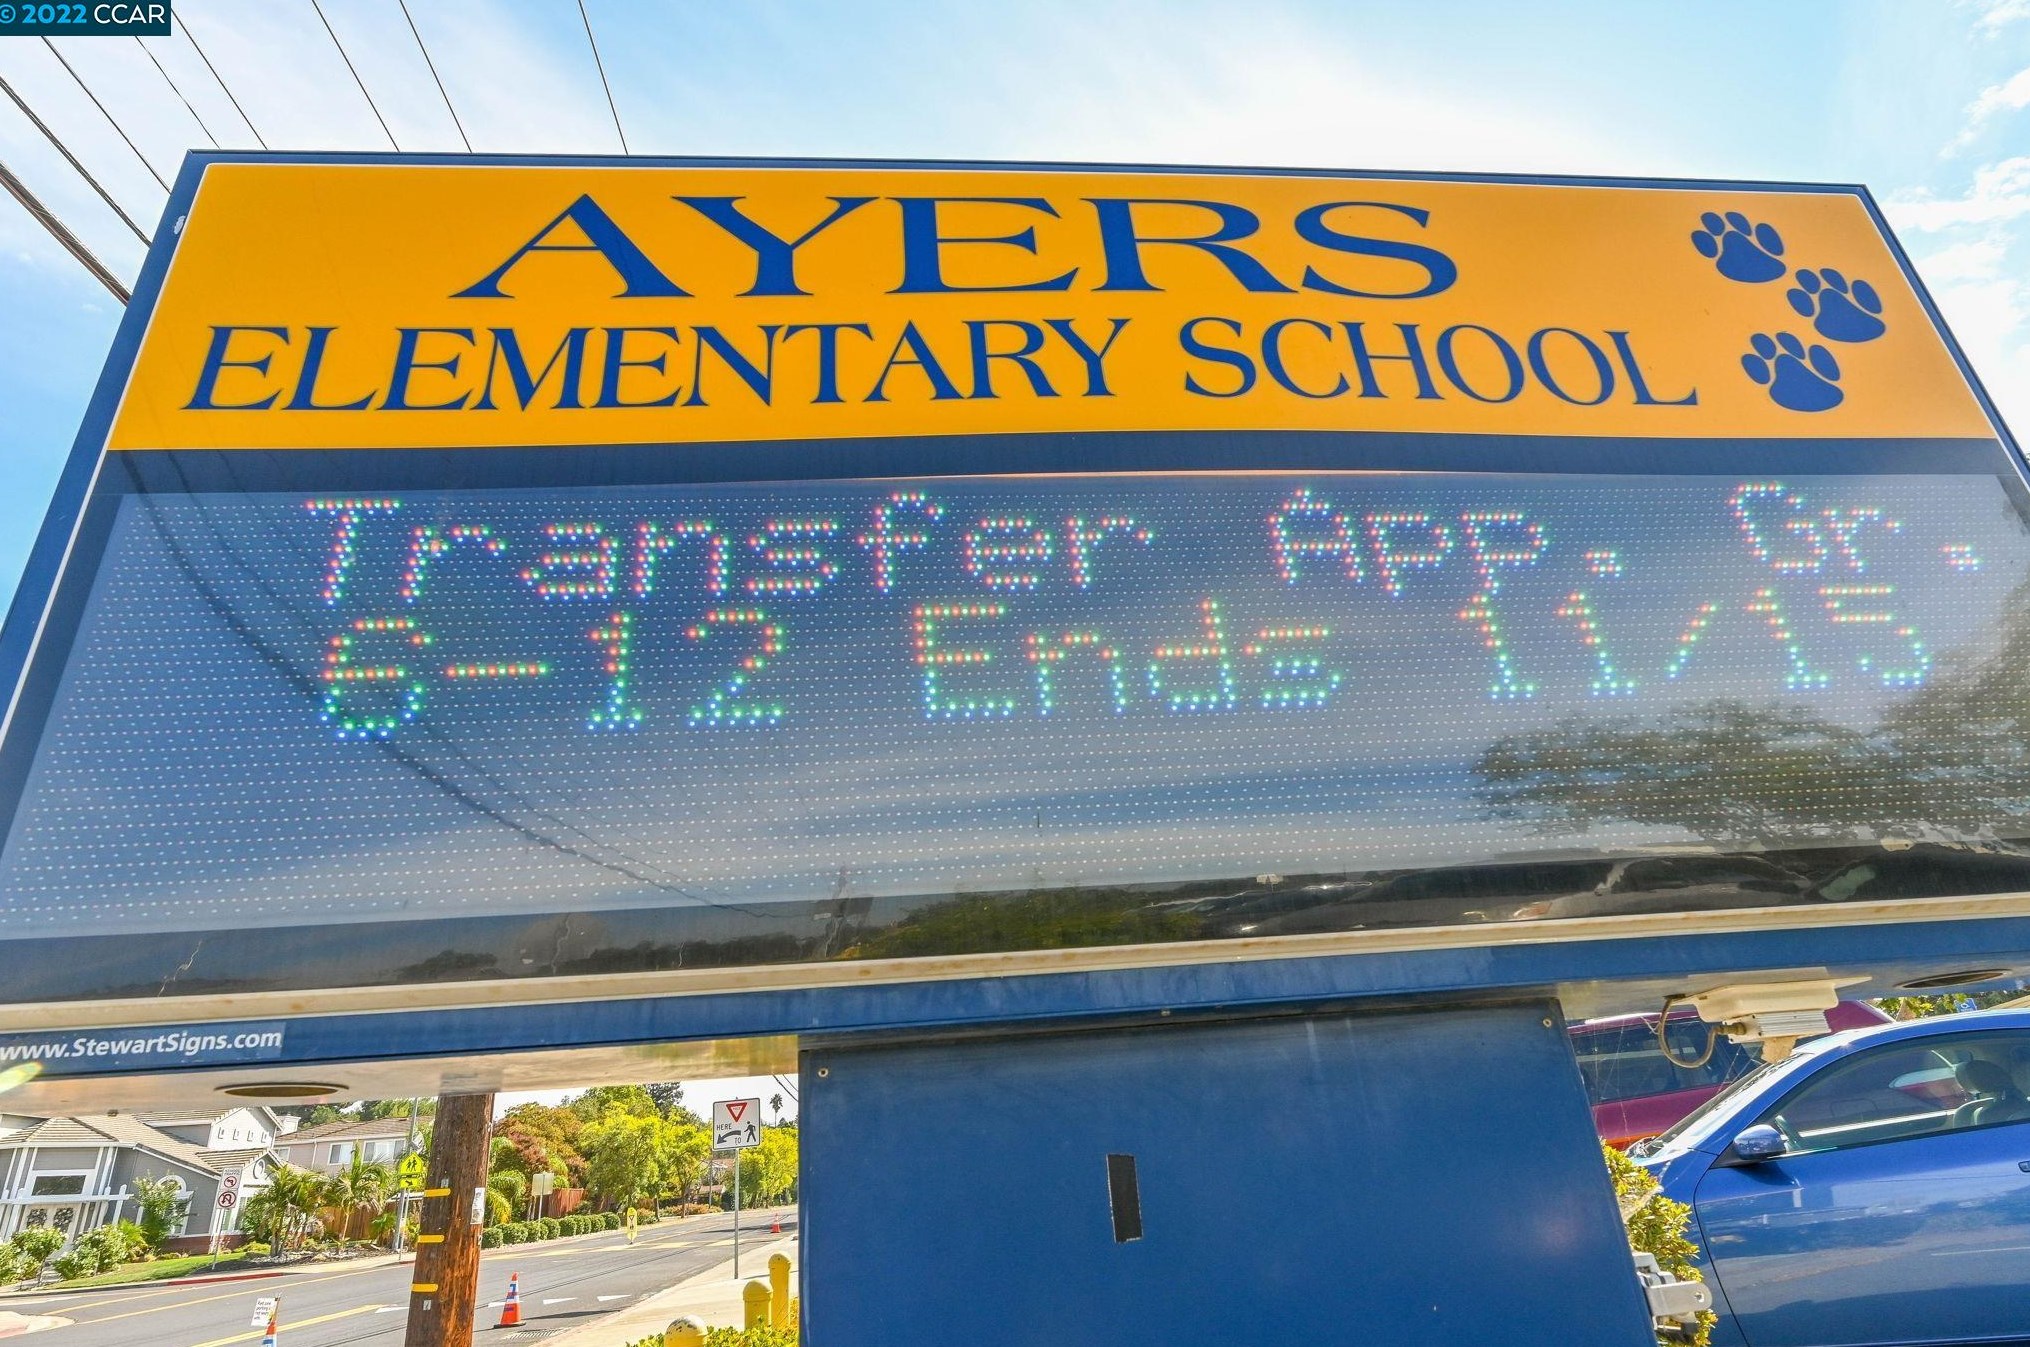 © 2022 CCAR
AYERS
ELEMENTARY SCHOOL
Transfer App. Gr.
6-12 Ends 11/15
www.StewartSigns.com
HERE
TO